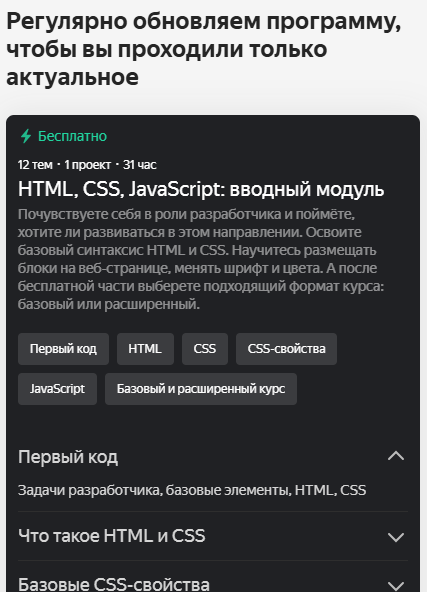 Регулярно обновляем программу,
чтобы вы проходили только
актуальное
Бесплатно
12 тем · 1 проект · 31 час
HTML, CSS, JavaScript: вводный модуль
Почувствуете себя в роли разработчика и поймёте,
хотите ли развиваться в этом направлении. Освоите
базовый синтаксис HTML и CSS. Научитесь размещать
блоки на веб-странице, менять шрифт и цвета. А после
бесплатной части выберете подходящий формат курса:
базовый или расширенный.
Первый код HTML CSS CSS-свойства
JavaScript Базовый и расширенный курс
Первый код
Задачи разработчика, базовые элементы, HTML, CSS
Что такое HTML и CSS
Базовые CSS-свойства